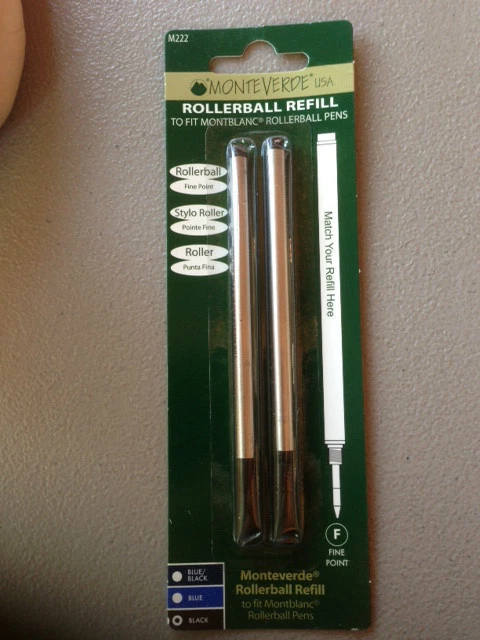 M222
MONTEVERDE® USA
ROLLERBALL REFILL
TO FIT MONTBLANC® ROLLERBALL PENS
Rollerball
Fine Point
Stylo Roller
Pointe Fine
Roller
Punta Fina
Match Your Refill Here
F
FINE
POINT
BLUE/
BLACK
BLUE
BLACK
Monteverde®
Rollerball Refill
to fit Montblanc®
Rollerball Pens